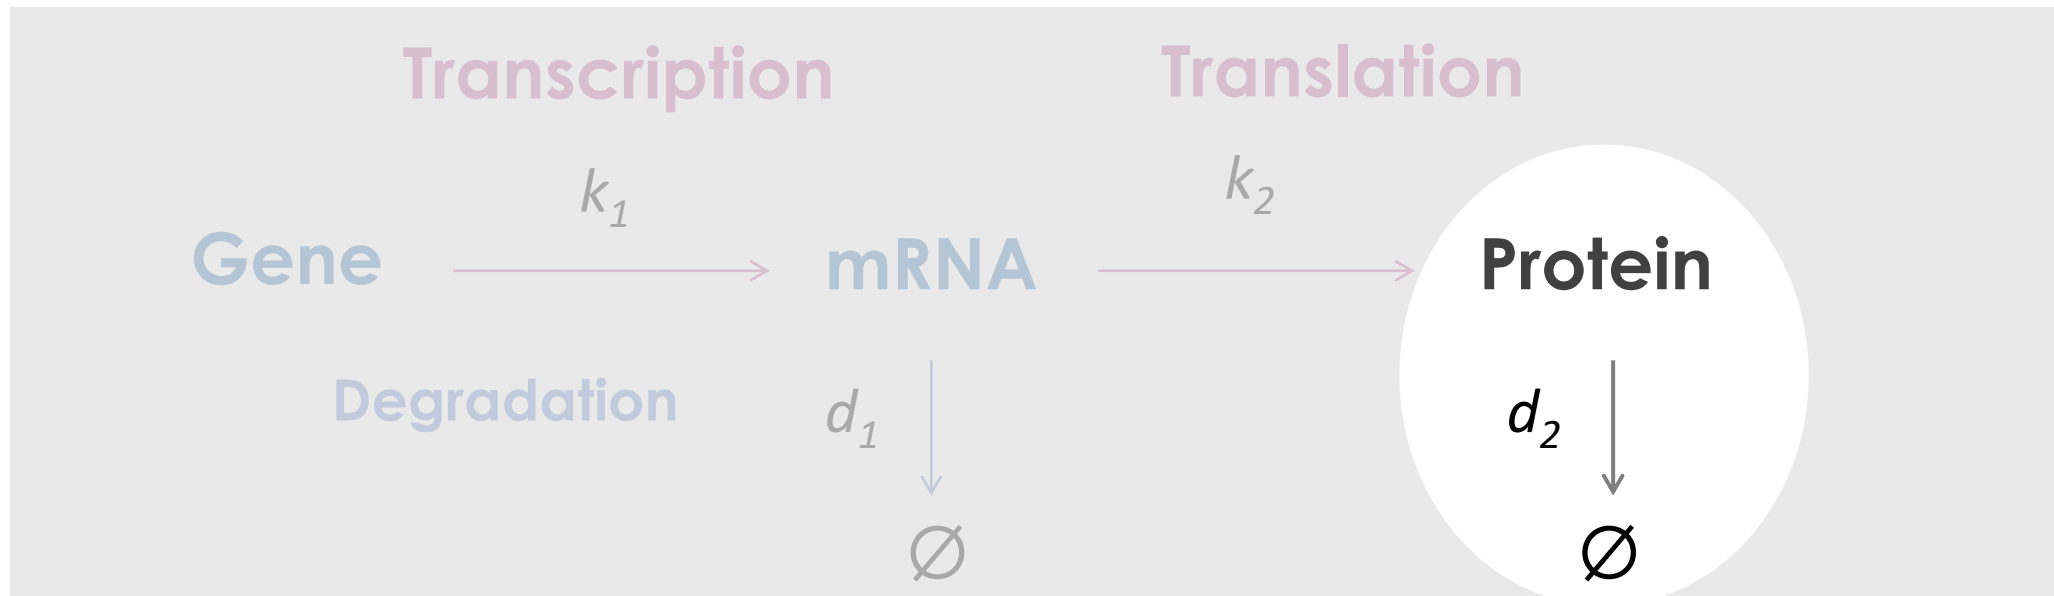 Transcription
Translation
k₁
k₂
Gene
mRNA
Protein
Degradation
d₁
d₂
∅
∅